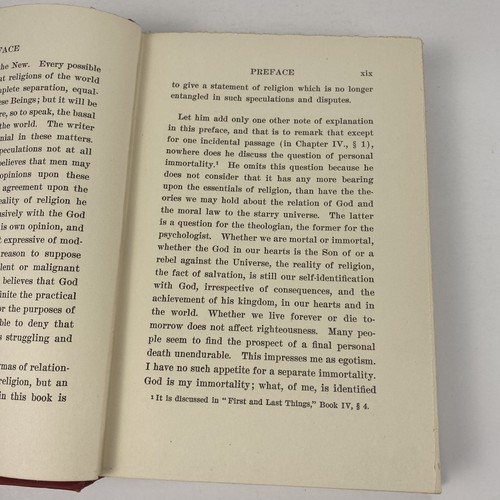 FACE
the New. Every possible
at religions of the world
plete separation, equal-
ese Beings; but it will be
re, so to speak, the basal
the world. The writer
nial in these matters.
peculations not at all
believes that men may
opinions upon these
agreement upon the
eality of religion he
usively with the God
is own opinion, and
t expressive of mod-
reason to suppose
lent or malignant
believes that God
finite the practical
or the purposes of
ble to deny that
is struggling and
rmas of relation-
religion, but an
in this book is
PREFACE xix
to give a statement of religion which is no longer
entangled in such speculations and disputes.
Let him add only one other note of explanation
in this preface, and that is to remark that except
for one incidental passage (in Chapter IV., § 1),
nowhere does he discuss the question of personal
immortality.¹ He omits this question because he
does not consider that it has any more bearing
upon the essentials of religion, than have the the-
ories we may hold about the relation of God and
the moral law to the starry universe. The latter
is a question for the theologian, the former for the
psychologist. Whether we are mortal or immortal,
whether the God in our hearts is the Son of or a
rebel against the Universe, the reality of religion,
the fact of salvation, is still our self-identification
with God, irrespective of consequences, and the
achievement of his kingdom, in our hearts and in
the world. Whether we live forever or die to-
morrow does not affect righteousness. Many peo-
ple seem to find the prospect of a final personal
death unendurable. This impresses me as egotism.
I have no such appetite for a separate immortality.
God is my immortality; what, of me, is identified
¹ It is discussed in "First and Last Things," Book IV, § 4.